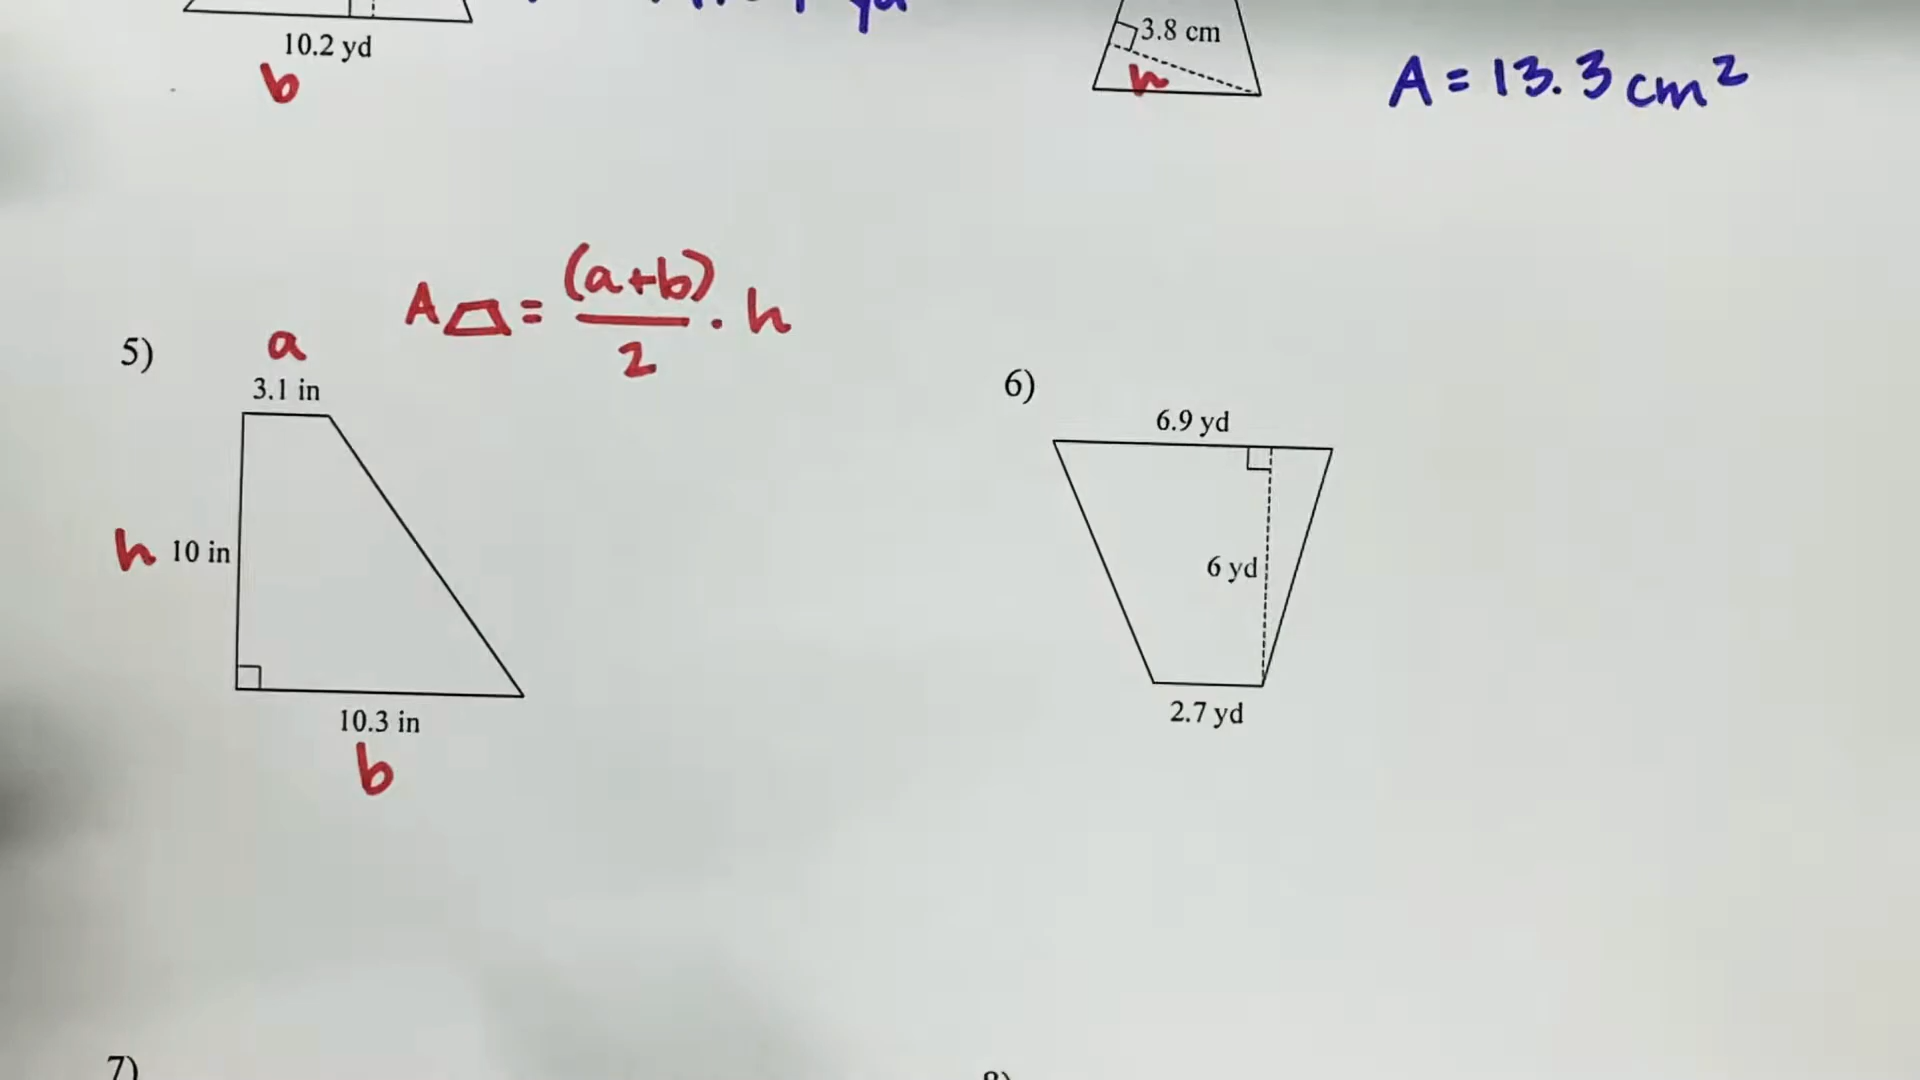 10.2 yd
b
3.8 cm
h
A = 13.3 cm²
A▱ = (a+b)/2 · h
5)
a
3.1 in
h 10 in
10.3 in
b
6)
6.9 yd
6 yd
2.7 yd
7)